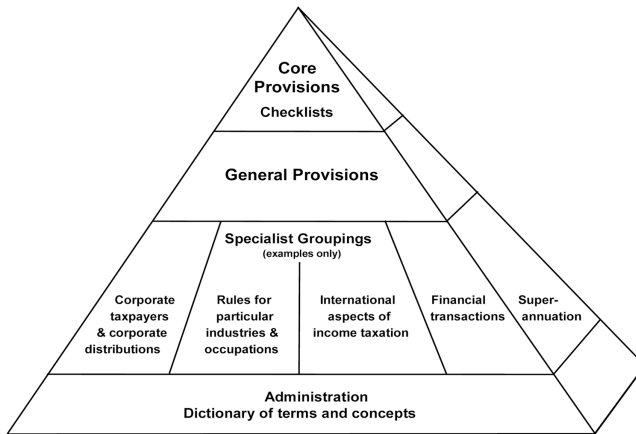 Core
Provisions
Checklists
General Provisions
Specialist Groupings
(examples only)
Corporate
taxpayers
& corporate
distributions
Rules for
particular
industries &
occupations
International
aspects of
income taxation
Financial
transactions
Super-
annuation
Administration
Dictionary of terms and concepts